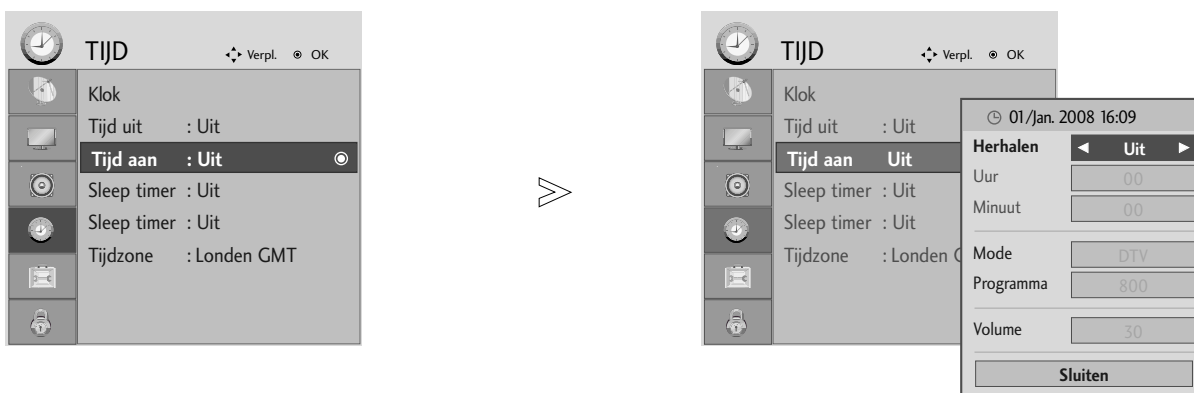 TIJD Verpl. OK
Klok
Tijd uit : Uit
Tijd aan : Uit
Sleep timer : Uit
Sleep timer : Uit
Tijdzone : Londen GMT
TIJD Verpl. OK
Klok
Tijd uit : Uit
Tijd aan Uit
Sleep timer : Uit
Sleep timer : Uit
Tijdzone : Londen
01/Jan. 2008 16:09
Herhalen ◄ Uit ►
Uur 00
Minuut 00
Mode DTV
Programma 800
Volume 30
Sluiten